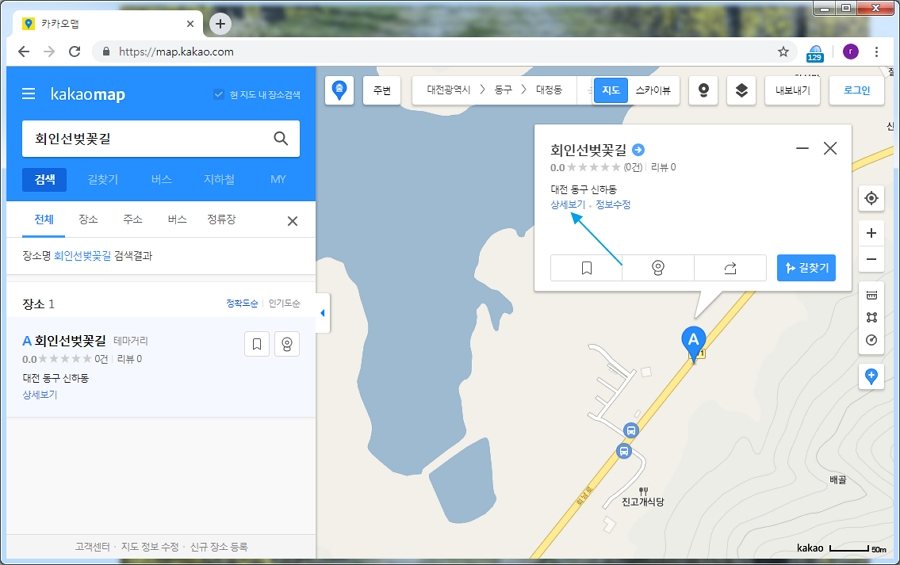 카카오맵
https://map.kakao.com
129
r
kakaomap
현 지도 내 장소검색
회인선벚꽃길
검색 길찾기 버스 지하철 MY
전체 장소 주소 버스 정류장
장소명 회인선벚꽃길 검색결과
장소 1
정확도순 인기도순
A 회인선벚꽃길 테마거리
0.0 0건 리뷰 0
대전 동구 신하동
상세보기
고객센터 · 지도 정보 수정 · 신규 장소 등록
주변
대전광역시 > 동구 > 대청동
지도 스카이뷰
내보내기
로그인
회인선벚꽃길
0.0 (0건) 리뷰 0
대전 동구 신하동
상세보기 · 정보수정
길찾기
A
회남로
진고개식당
배골
kakao
50m